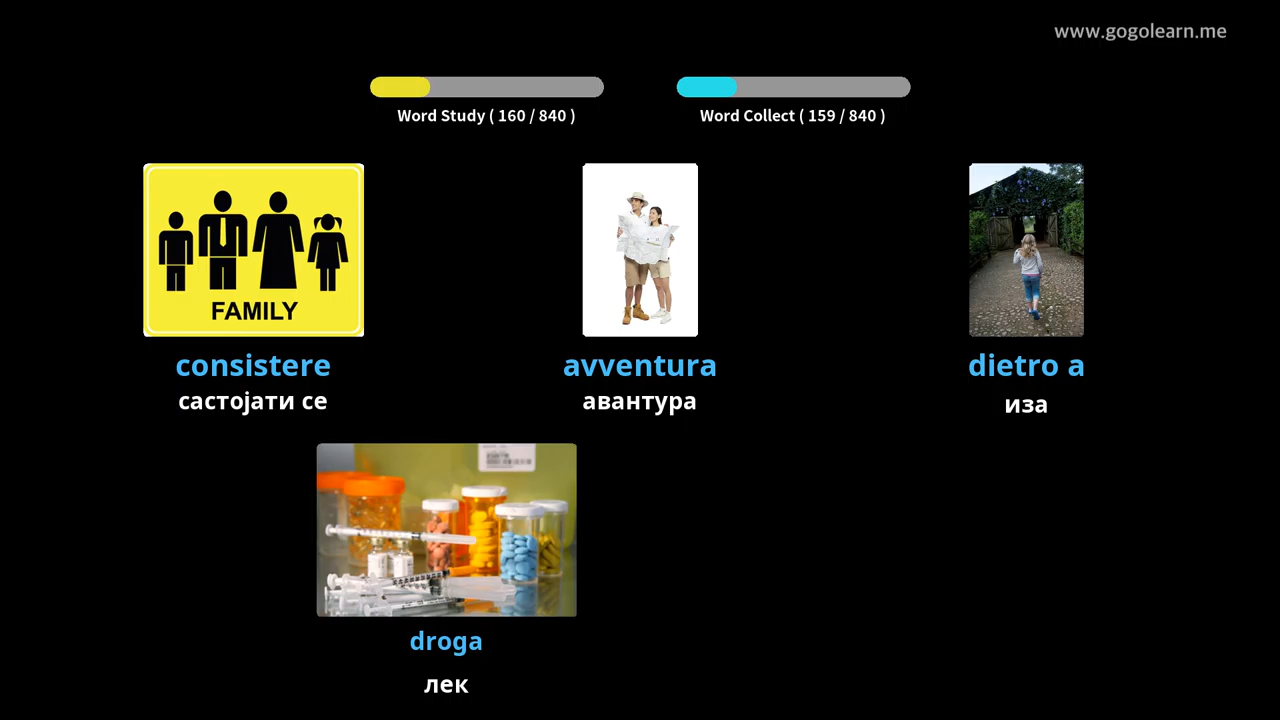 www.gogolearn.me
Word Study ( 160 / 840 )
Word Collect ( 159 / 840 )
FAMILY
consistere
састојати се
avventura
авантура
dietro a
иза
droga
лек